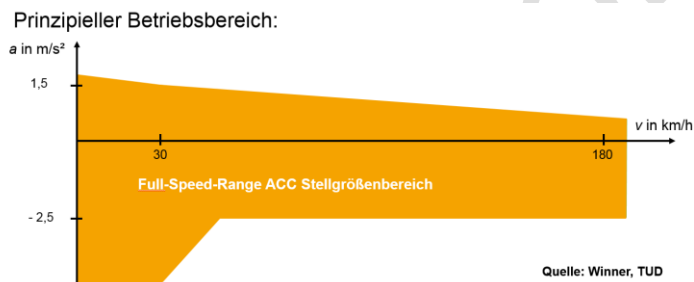 Prinzipieller Betriebsbereich:
a in m/s²
1,5
v in km/h
30
180
Full-Speed-Range ACC Stellgrößenbereich
- 2,5
Quelle: Winner, TUD